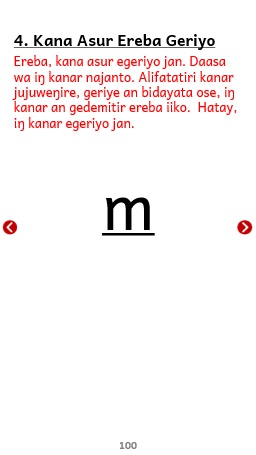 4. Kana Asur Ereba Geriyo
Ereba, kana asur egeriyo jan. Daasa
wa iŋ kanar najanto. Alifatatiri kanar
jujuweŋire, geriye an bidayata ose, iŋ
kanar an gedemitir ereba iiko. Hatay,
iŋ kanar egeriyo jan.
m
100